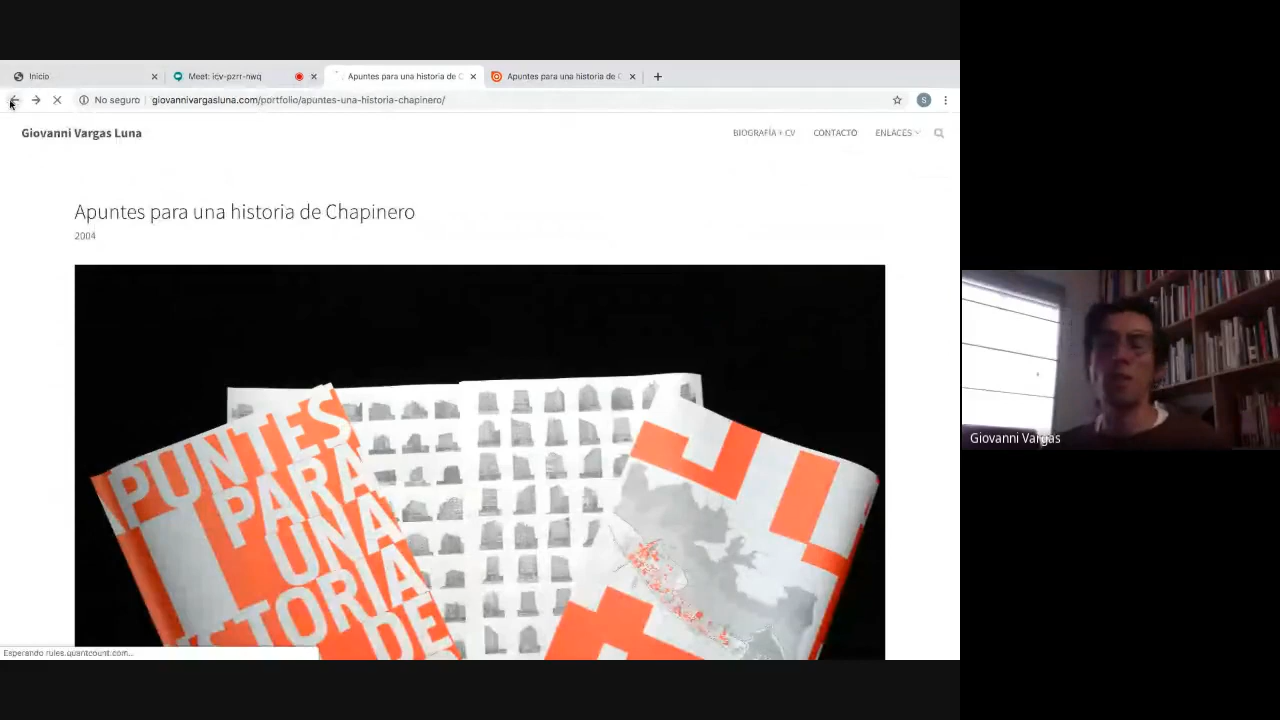 Inicio
Meet: icv-pzrr-nwq
Apuntes para una historia de C
Apuntes para una historia de C
No seguro
giovannivargasluna.com/portfolio/apuntes-una-historia-chapinero/
S
Giovanni Vargas Luna
BIOGRAFÍA + CV
CONTACTO
ENLACES
Apuntes para una historia de Chapinero
2004
APUNTES
PARA
UNA
ISTORIA
DE
Giovanni Vargas
Esperando rules.quantcount.com...